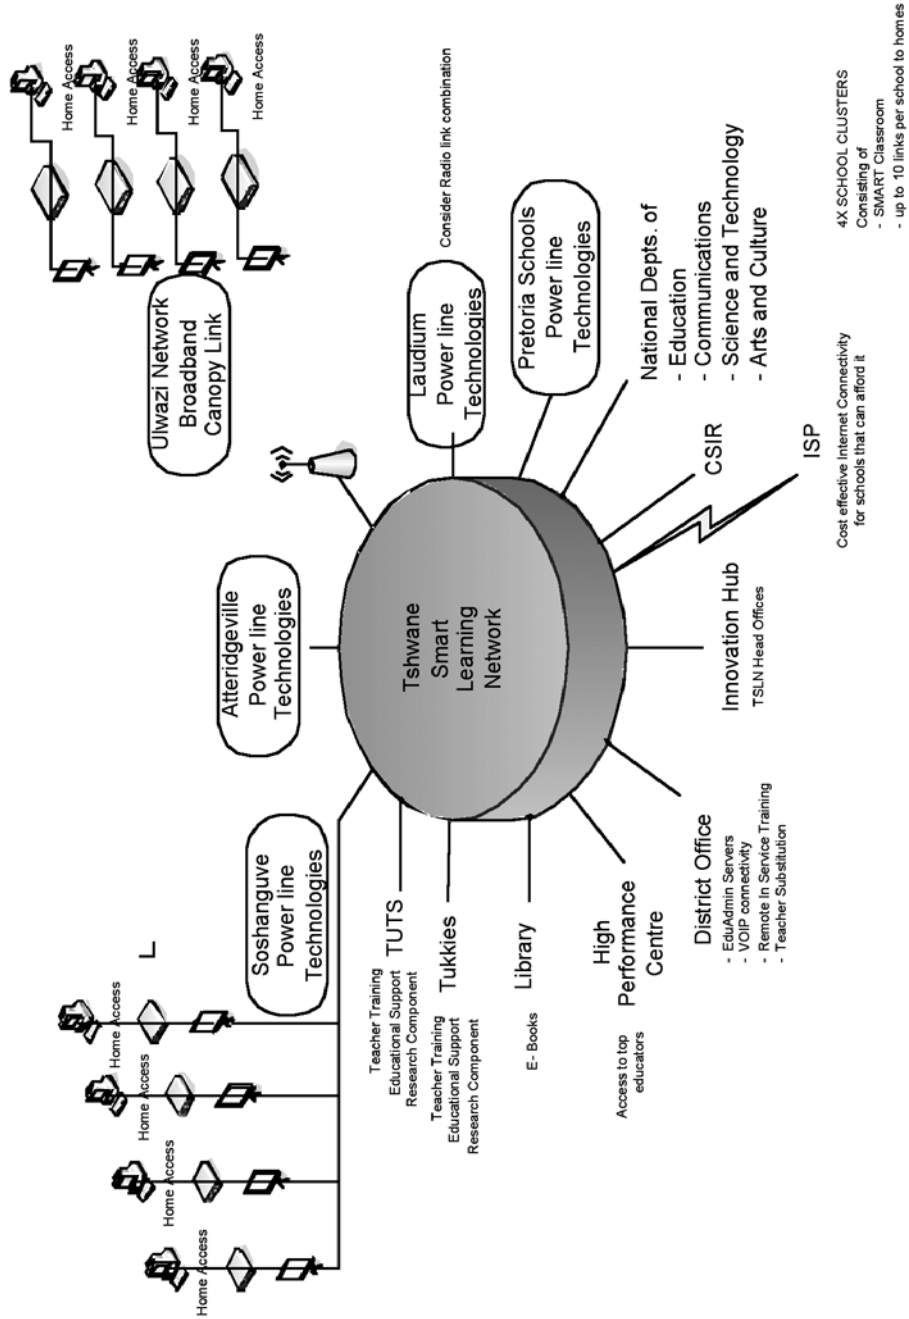 Home Access
Home Access
Home Access
Home Access
Soshanguve
Power line
Technologies
Atteridgeville
Power line
Technologies
Ulwazi Network
Broadband
Canopy Link
Home Access
Home Access
Home Access
Home Access
Laudium
Power line
Technologies
Consider Radio link combination
Pretoria Schools
Power line
Technologies
Tshwane
Smart
Learning
Network
Teacher Training
Educational Support
Research Component
TUTS
Teacher Training
Educational Support
Research Component
Tukkies
E- Books
Library
Access to top
educators
High
Performance
Centre
District Office
- EduAdmin Servers
- VOIP connectivity
- Remote In Service Training
- Teacher Substitution
Innovation Hub
TSLN Head Offices
ISP
Cost effective Internet Connectivity
for schools that can afford it
CSIR
National Depts. of
- Education
- Communications
- Science and Technology
- Arts and Culture
4X SCHOOL CLUSTERS
Consisting of
- SMART Classroom
- up to 10 links per school to homes